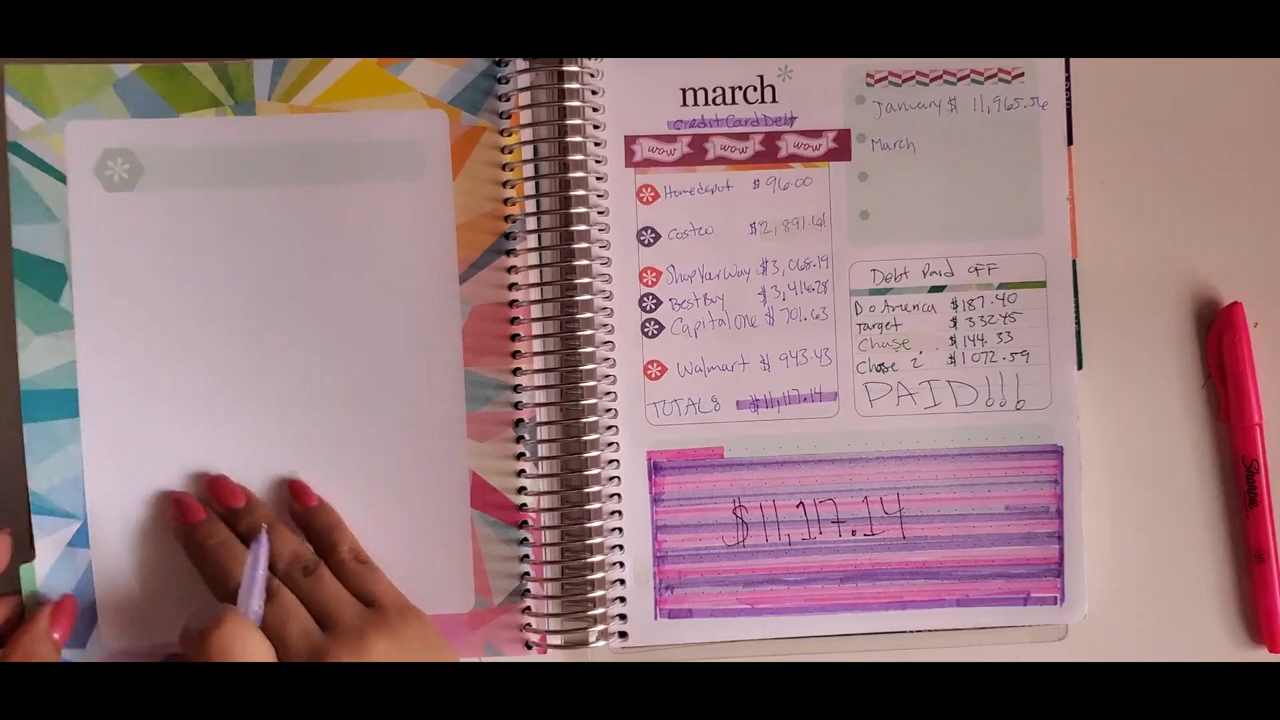 march
Credit Card Debt
wow wow wow
Homedepot $96.00
Costco $2,891.61
ShopYourWay $3,068.19
BestBuy $3,416.28
Capital One $701.63
Walmart $943.43
TOTAL: $11,117.14
January $ 11,965.56
March
Debt Paid OFF
$187.40
Target $332.45
Chase $144.33
Chase 2 $1072.59
PAID!!!
$11,117.14
Sharpie